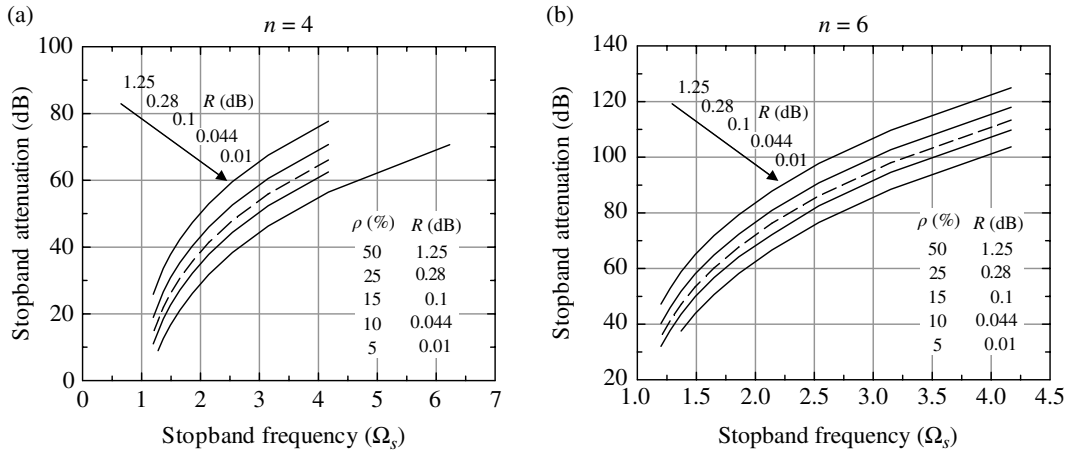 (a)
n = 4
100
80
60
40
20
0
0 1 2 3 4 5 6 7
Stopband attenuation (dB)
Stopband frequency (Ωs)
1.25
0.28
0.1
0.044
0.01
R (dB)
ρ (%) R (dB)
50 1.25
25 0.28
15 0.1
10 0.044
5 0.01
(b)
n = 6
140
120
100
80
60
40
20
1.0 1.5 2.0 2.5 3.0 3.5 4.0 4.5
Stopband attenuation (dB)
Stopband frequency (Ωs)
1.25
0.28
0.1
0.044
0.01
R (dB)
ρ (%) R (dB)
50 1.25
25 0.28
15 0.1
10 0.044
5 0.01